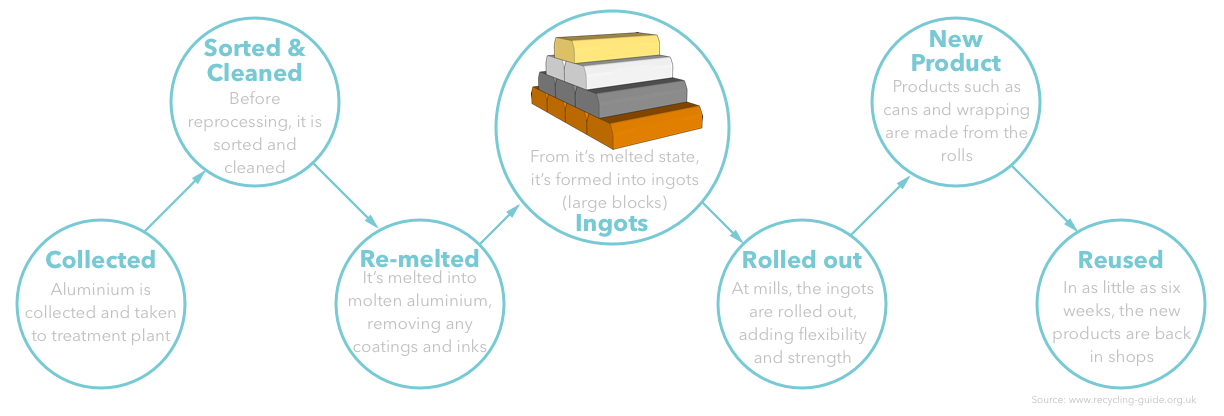 Collected
Aluminium is
collected and taken
to treatment plant
Sorted &
Cleaned
Before
reprocessing, it is
sorted and
cleaned
Re-melted
It's melted into
molten aluminium,
removing any
coatings and inks
From it's melted state,
it's formed into ingots
(large blocks)
Ingots
Rolled out
At mills, the ingots
are rolled out,
adding flexibility
and strength
New
Product
Products such as
cans and wrapping
are made from the
rolls
Reused
In as little as six
weeks, the new
products are back
in shops
Source: www.recycling-guide.org.uk